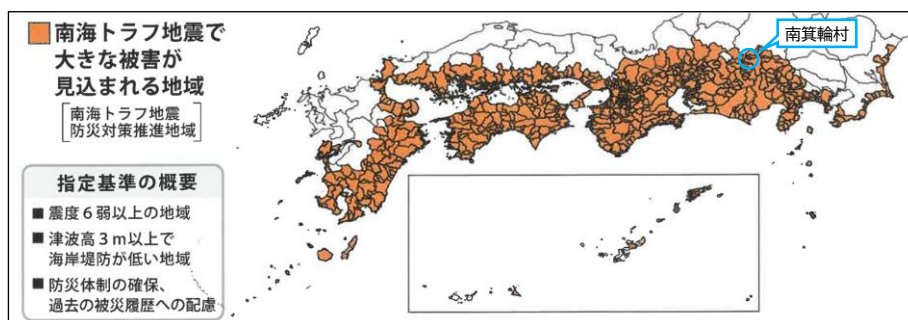 南海トラフ地震で
大きな被害が
見込まれる地域
南海トラフ地震
防災対策推進地域
南箕輪村
指定基準の概要
■ 震度6弱以上の地域
■ 津波高3m以上で
海岸堤防が低い地域
■ 防災体制の確保、
過去の被災履歴への配慮